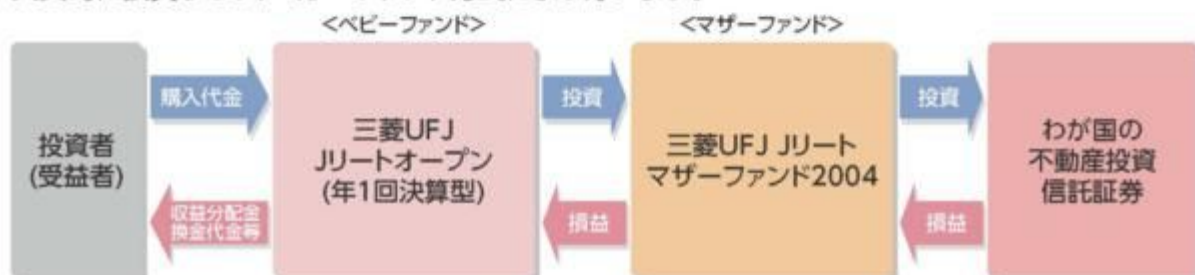 <ベビーファンド>
<マザーファンド>
投資者
(受益者)
購入代金
収益分配金
換金代金等
三菱UFJ
Jリートオープン
(年1回決算型)
投資
損益
三菱UFJ Jリート
マザーファンド2004
投資
損益
わが国の
不動産投資
信託証券